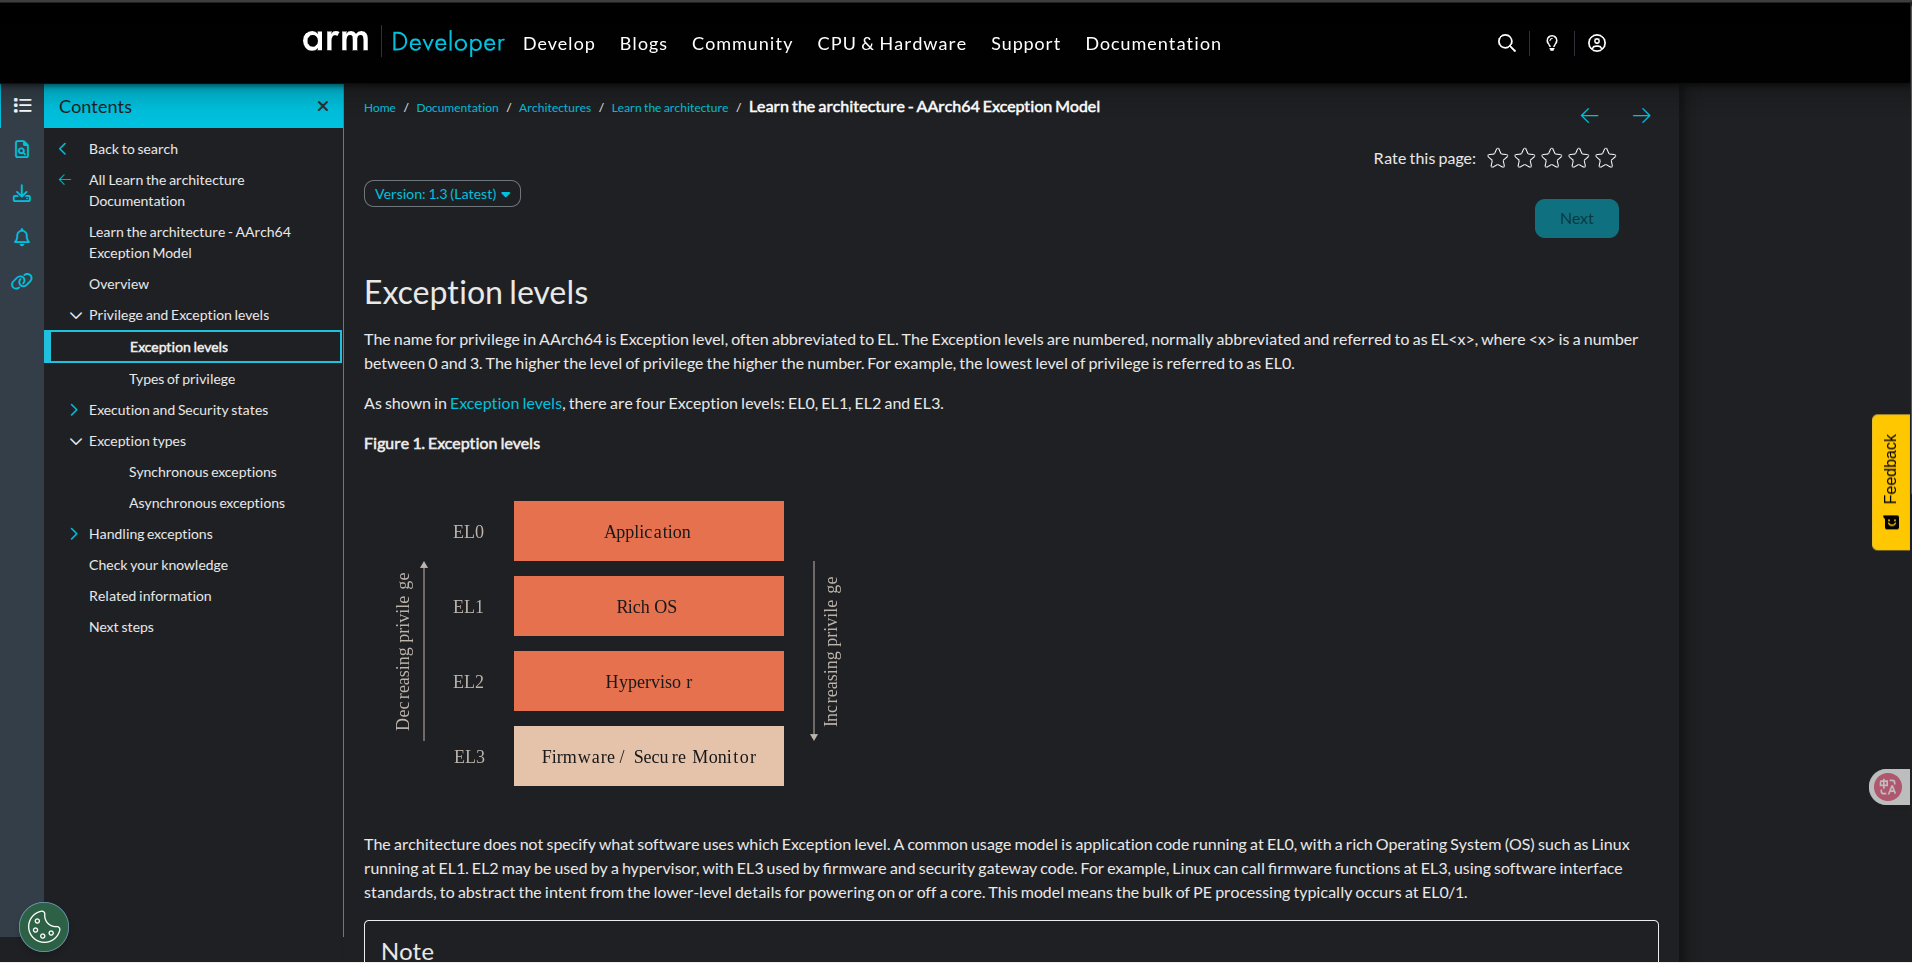 arm Developer Develop Blogs Community CPU & Hardware Support Documentation
Contents
Back to search
All Learn the architecture
Documentation
Learn the architecture - AArch64
Exception Model
Overview
Privilege and Exception levels
Exception levels
Types of privilege
Execution and Security states
Exception types
Synchronous exceptions
Asynchronous exceptions
Handling exceptions
Check your knowledge
Related information
Next steps
Home / Documentation / Architectures / Learn the architecture / Learn the architecture - AArch64 Exception Model
Rate this page:
Version: 1.3 (Latest)
Next
Exception levels
The name for privilege in AArch64 is Exception level, often abbreviated to EL. The Exception levels are numbered, normally abbreviated and referred to as EL<x>, where <x> is a number
between 0 and 3. The higher the level of privilege the higher the number. For example, the lowest level of privilege is referred to as EL0.
As shown in Exception levels, there are four Exception levels: EL0, EL1, EL2 and EL3.
Figure 1. Exception levels
EL0 Application
EL1 Rich OS
EL2 Hypervisor
EL3 Firmware / Secure Monitor
Decreasing privilege
Increasing privilege
The architecture does not specify what software uses which Exception level. A common usage model is application code running at EL0, with a rich Operating System (OS) such as Linux
running at EL1. EL2 may be used by a hypervisor, with EL3 used by firmware and security gateway code. For example, Linux can call firmware functions at EL3, using software interface
standards, to abstract the intent from the lower-level details for powering on or off a core. This model means the bulk of PE processing typically occurs at EL0/1.
Note
Feedback
中A